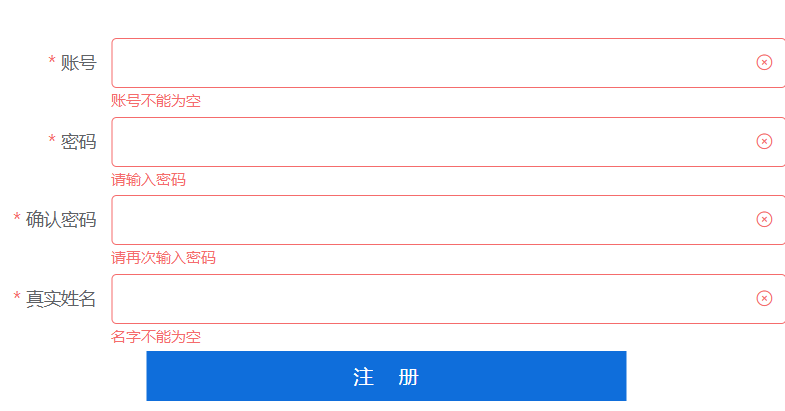 * 账号
账号不能为空
* 密码
请输入密码
* 确认密码
请再次输入密码
* 真实姓名
名字不能为空
注 册